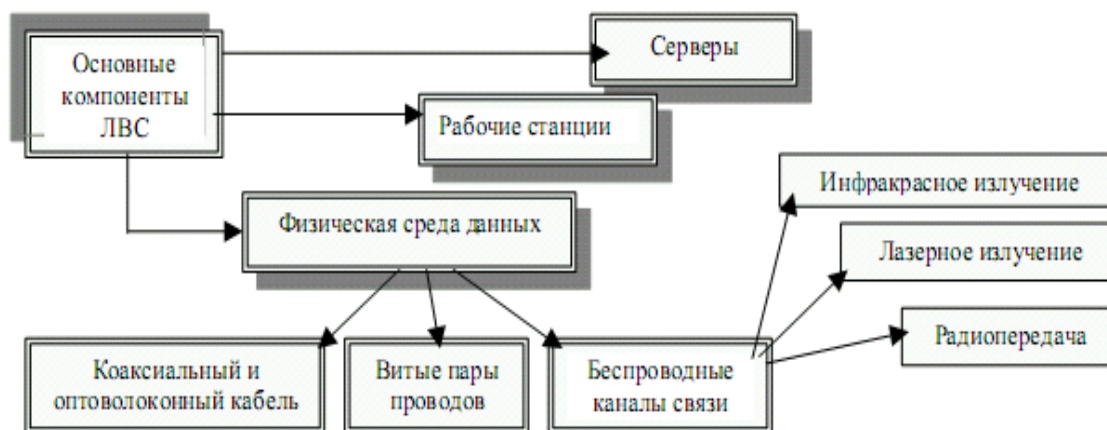 Основные
компоненты
ЛВС
Серверы
Рабочие станции
Физическая среда данных
Инфракрасное излучение
Лазерное излучение
Радиопередача
Коаксиальный и
оптоволоконный кабель
Витые пары
проводов
Беспроводные
каналы связи